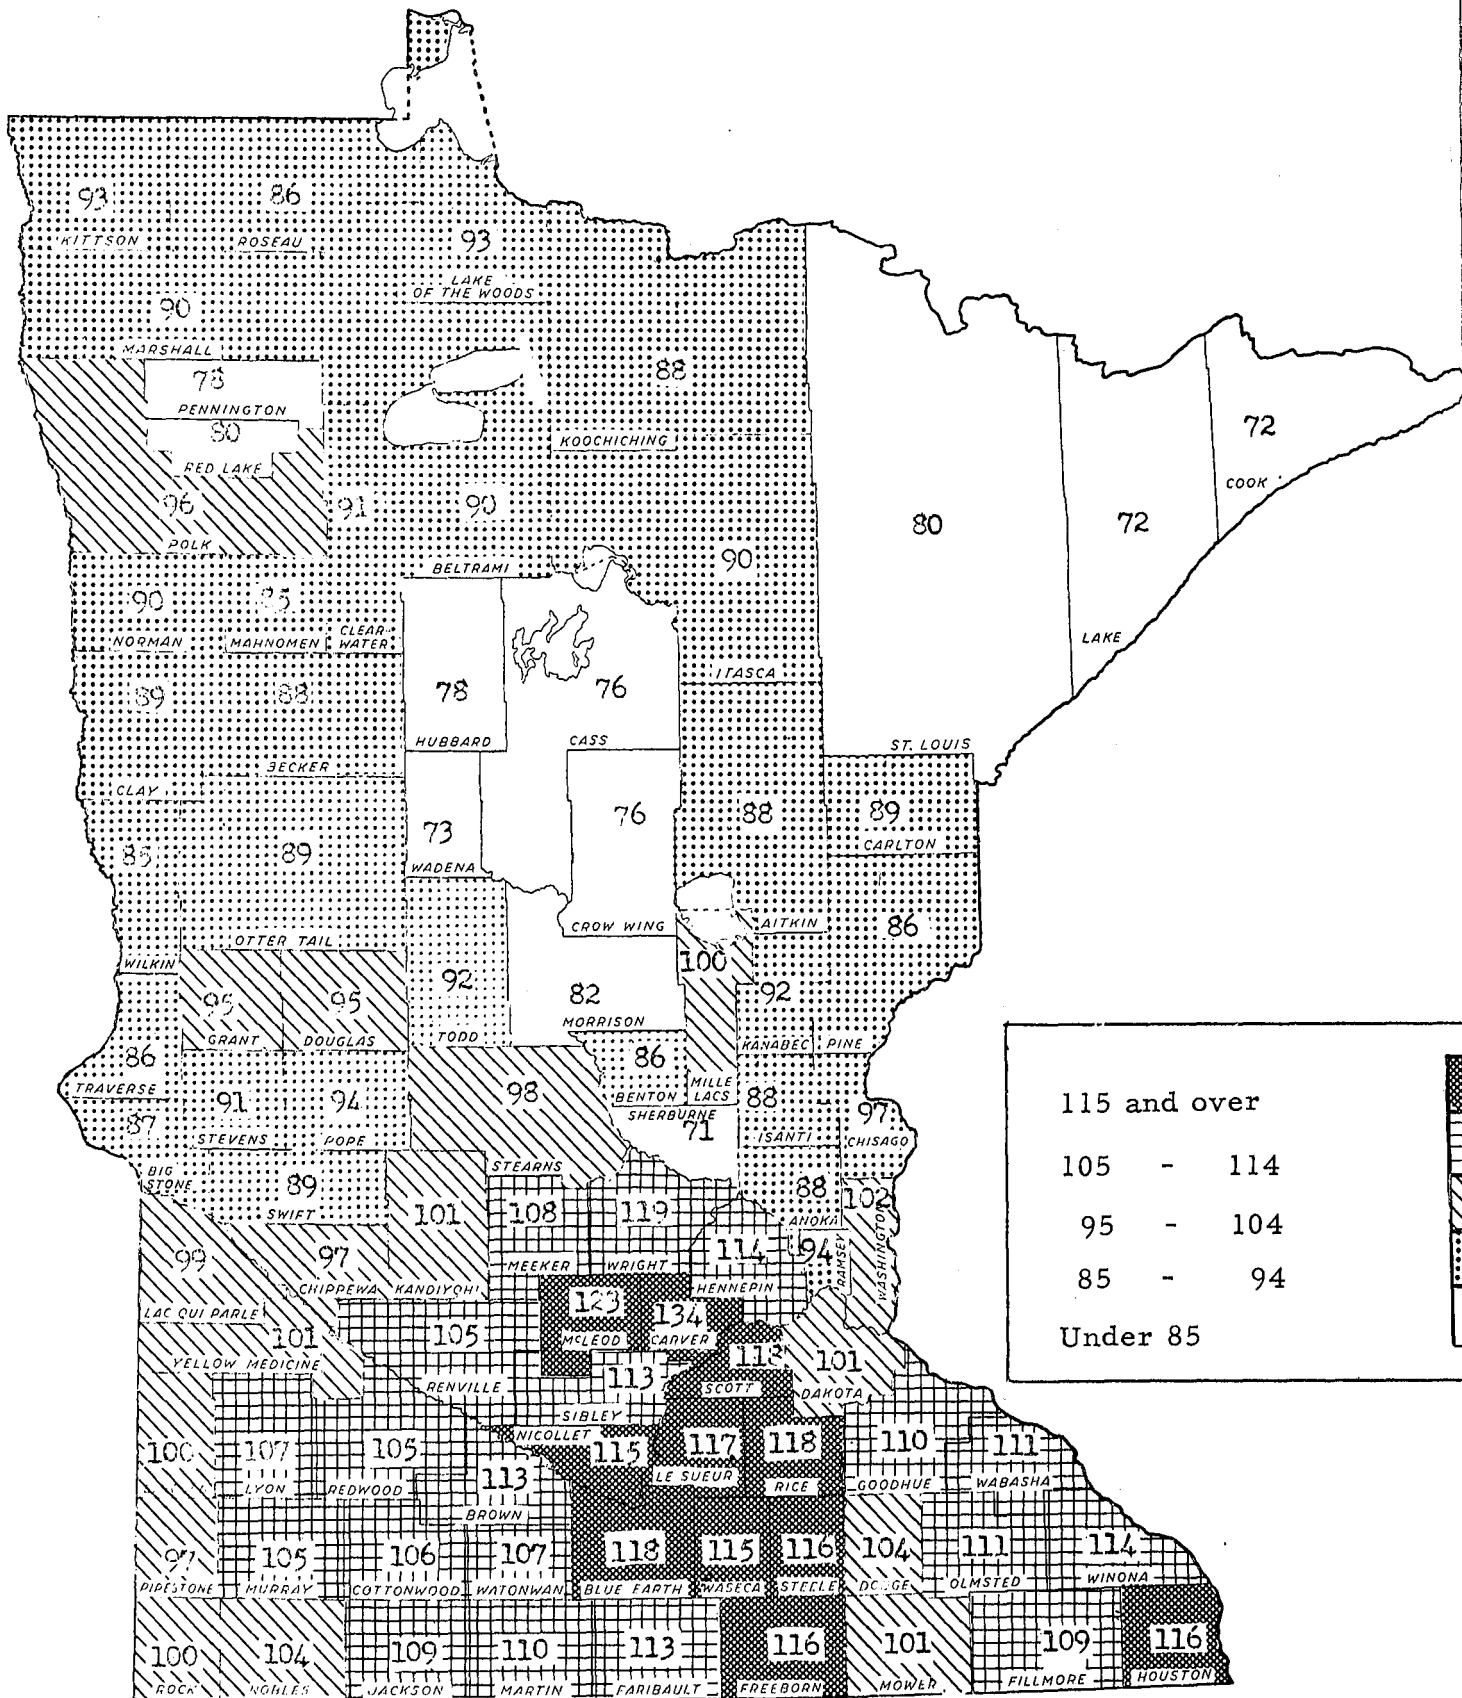 93 86
KITTSON ROSEAU 93
LAKE
OF THE WOODS
90
MARSHALL
78 88
PENNINGTON
80 KOOCHICHING 72
RED LAKE COOK
96 91 90 80 72
POLK
BELTRAMI 90
90 85
NORMAN MAHNOMEN CLEAR-
WATER LAKE
89 88 78 76 ITASCA
HUBBARD CASS ST. LOUIS
BECKER
CLAY
73 76 88 89
89 WADENA CARLTON
OTTER TAIL CROW WING AITKIN 86
WILKIN 100
95 95 92 82 92
GRANT DOUGLAS TODD MORRISON KANABEC PINE
86 86
TRAVERSE BENTON MILLE
LACS
91 94 98 88 97
87 SHERBURNE
71
STEVENS POPE ISANTI CHISAGO
BIG
STONE STEARNS
89 88 102
SWIFT 101 108 119 ANOKA
99 97 114 94 RAMSEY WASHINGTON
CHIPPEWA KANDIYOHI MEEKER WRIGHT HENNEPIN
LAC QUI PARLE 123 134
101 105 McLEOD CARVER
YELLOW MEDICINE 118 101
RENVILLE 113 SCOTT DAKOTA
SIBLEY
NICOLLET
100 107 105 115 117 118 110 111
LYON REDWOOD 113 LE SUEUR RICE GOODHUE WABASHA
BROWN
97 105 106 107 118 115 116 104 111 114
PIPESTONE MURRAY COTTONWOOD WATONWAN BLUE EARTH WASECA STEELE DODGE OLMSTED WINONA
100 104 109 110 113 116 101 109 116
ROCK NOBLES JACKSON MARTIN FARIBAULT FREEBORN MOWER FILLMORE HOUSTON
115 and over
105 - 114
95 - 104
85 - 94
Under 85